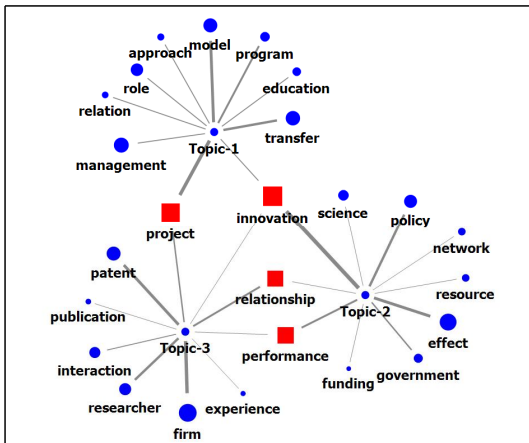 model
approach
program
role
education
relation
transfer
Topic-1
management
innovation
science
policy
project
network
patent
relationship
resource
Topic-2
publication
effect
Topic-3
performance
interaction
government
funding
researcher
experience
firm